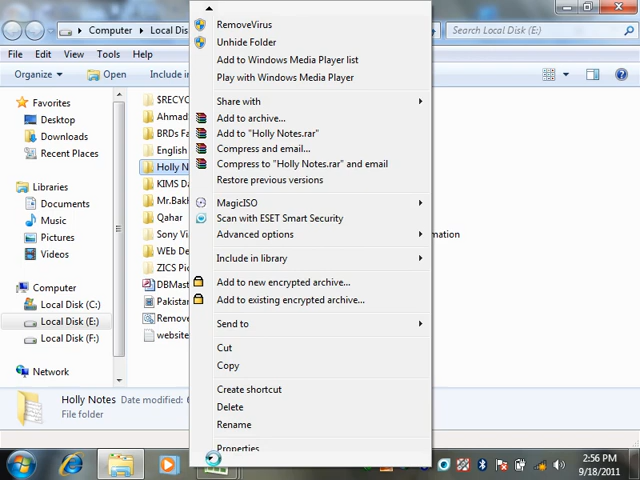 Computer
Local Disk
Search Local Disk (E:)
File
Edit
View
Tools
Help
Organize
Open
Include in
Favorites
Desktop
Downloads
Recent Places
Libraries
Documents
Music
Pictures
Videos
Computer
Local Disk (C:)
Local Disk (E:)
Local Disk (F:)
Network
$RECYC
Ahmad
BRDs Fa
English
Holly N
KIMS Da
Mr.Bakh
Qahar
Sony Vi
mation
WEb De
ZICS Pic
DBMast
Pakistan
Remove
website
RemoveVirus
Unhide Folder
Add to Windows Media Player list
Play with Windows Media Player
Share with
Add to archive...
Add to "Holly Notes.rar"
Compress and email...
Compress to "Holly Notes.rar" and email
Restore previous versions
MagicISO
Scan with ESET Smart Security
Advanced options
Include in library
Add to new encrypted archive...
Add to existing encrypted archive...
Send to
Cut
Copy
Create shortcut
Delete
Rename
Properties
Holly Notes
Date modified:
File folder
2:56 PM
9/18/2011